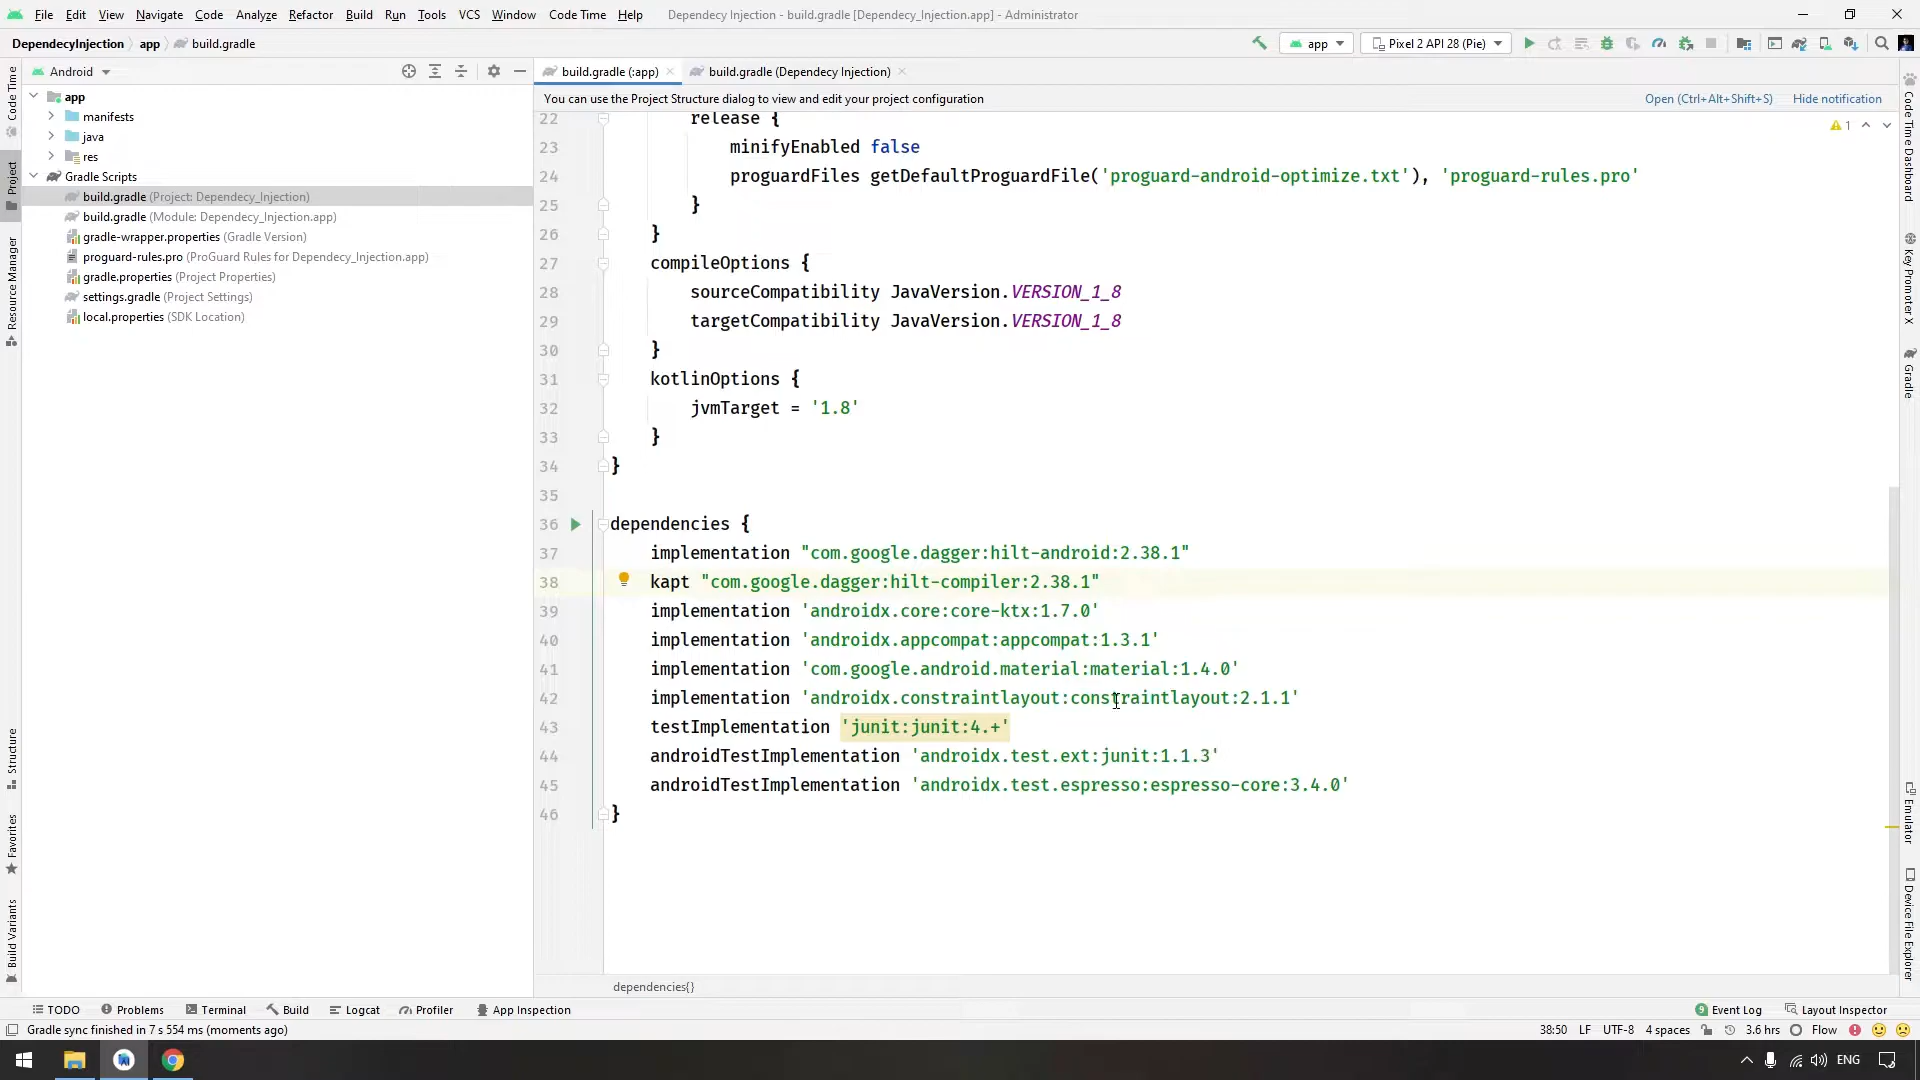 File Edit View Navigate Code Analyze Refactor Build Run Tools VCS Window Code Time Help Dependecy Injection - build.gradle [Dependecy_Injection.app] - Administrator
DependecyInjection app build.gradle app Pixel 2 API 28 (Pie)
Android
build.gradle (:app) build.gradle (Dependecy Injection)
You can use the Project Structure dialog to view and edit your project configuration Open (Ctrl+Alt+Shift+S) Hide notification
app
manifests
java
res
Gradle Scripts
build.gradle (Project: Dependecy_Injection)
build.gradle (Module: Dependecy_Injection.app)
gradle-wrapper.properties (Gradle Version)
proguard-rules.pro (ProGuard Rules for Dependecy_Injection.app)
gradle.properties (Project Properties)
settings.gradle (Project Settings)
local.properties (SDK Location)
Code Time
Project
Resource Manager
Structure
Favorites
Build Variants
1
22 release {
23 minifyEnabled false
24 proguardFiles getDefaultProguardFile('proguard-android-optimize.txt'), 'proguard-rules.pro'
25 }
26 }
27 compileOptions {
28 sourceCompatibility JavaVersion.VERSION_1_8
29 targetCompatibility JavaVersion.VERSION_1_8
30 }
31 kotlinOptions {
32 jvmTarget = '1.8'
33 }
34 }
35
36 dependencies {
37 implementation "com.google.dagger:hilt-android:2.38.1"
38 kapt "com.google.dagger:hilt-compiler:2.38.1"
39 implementation 'androidx.core:core-ktx:1.7.0'
40 implementation 'androidx.appcompat:appcompat:1.3.1'
41 implementation 'com.google.android.material:material:1.4.0'
42 implementation 'androidx.constraintlayout:constraintlayout:2.1.1'
43 testImplementation 'junit:junit:4.+'
44 androidTestImplementation 'androidx.test.ext:junit:1.1.3'
45 androidTestImplementation 'androidx.test.espresso:espresso-core:3.4.0'
46 }
dependencies{}
Code Time Dashboard
Key Promoter X
Gradle
Emulator
Device File Explorer
TODO Problems Terminal Build Logcat Profiler App Inspection 9 Event Log Layout Inspector
Gradle sync finished in 7 s 554 ms (moments ago) 38:50 LF UTF-8 4 spaces 3.6 hrs Flow
ENG